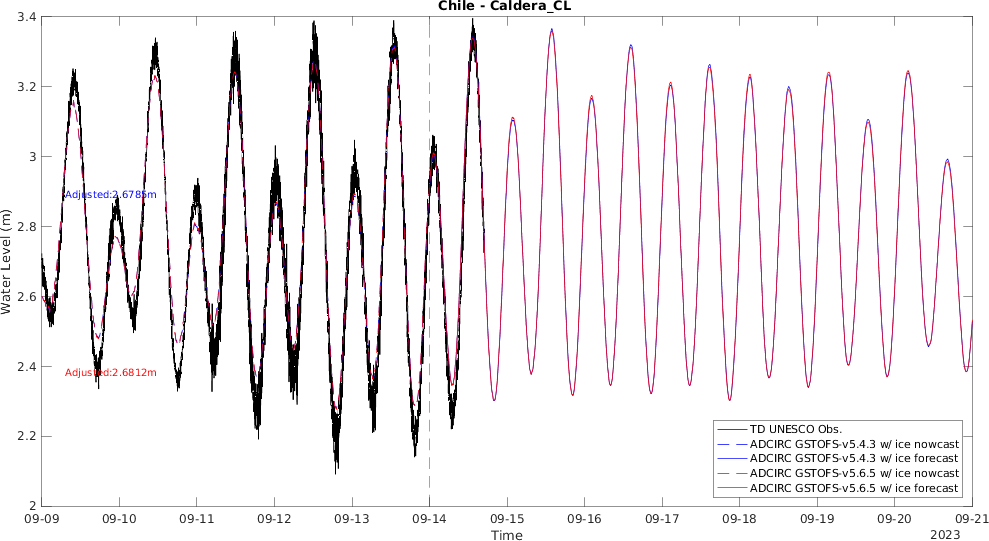 Chile - Caldera_CL
3.4
3.2
3
2.8
2.6
2.4
2.2
2
Water Level (m)
Adjusted:2.6785m
Adjusted:2.6812m
TD UNESCO Obs.
ADCIRC GSTOFS-v5.4.3 w/ ice nowcast
ADCIRC GSTOFS-v5.4.3 w/ ice forecast
ADCIRC GSTOFS-v5.6.5 w/ ice nowcast
ADCIRC GSTOFS-v5.6.5 w/ ice forecast
09-09 09-10 09-11 09-12 09-13 09-14 09-15 09-16 09-17 09-18 09-19 09-20 09-21
Time
2023